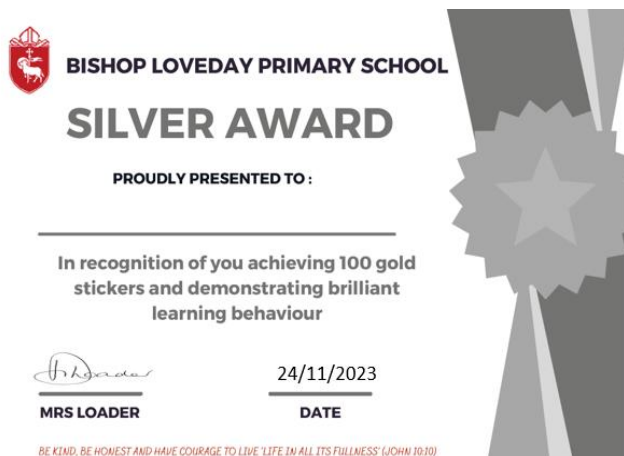 BISHOP LOVEDAY PRIMARY SCHOOL
SILVER AWARD
PROUDLY PRESENTED TO :
In recognition of you achieving 100 gold
stickers and demonstrating brilliant
learning behaviour
24/11/2023
MRS LOADER
DATE
BE KIND, BE HONEST AND HAVE COURAGE TO LIVE 'LIFE IN ALL ITS FULLNESS' (JOHN 10:10)